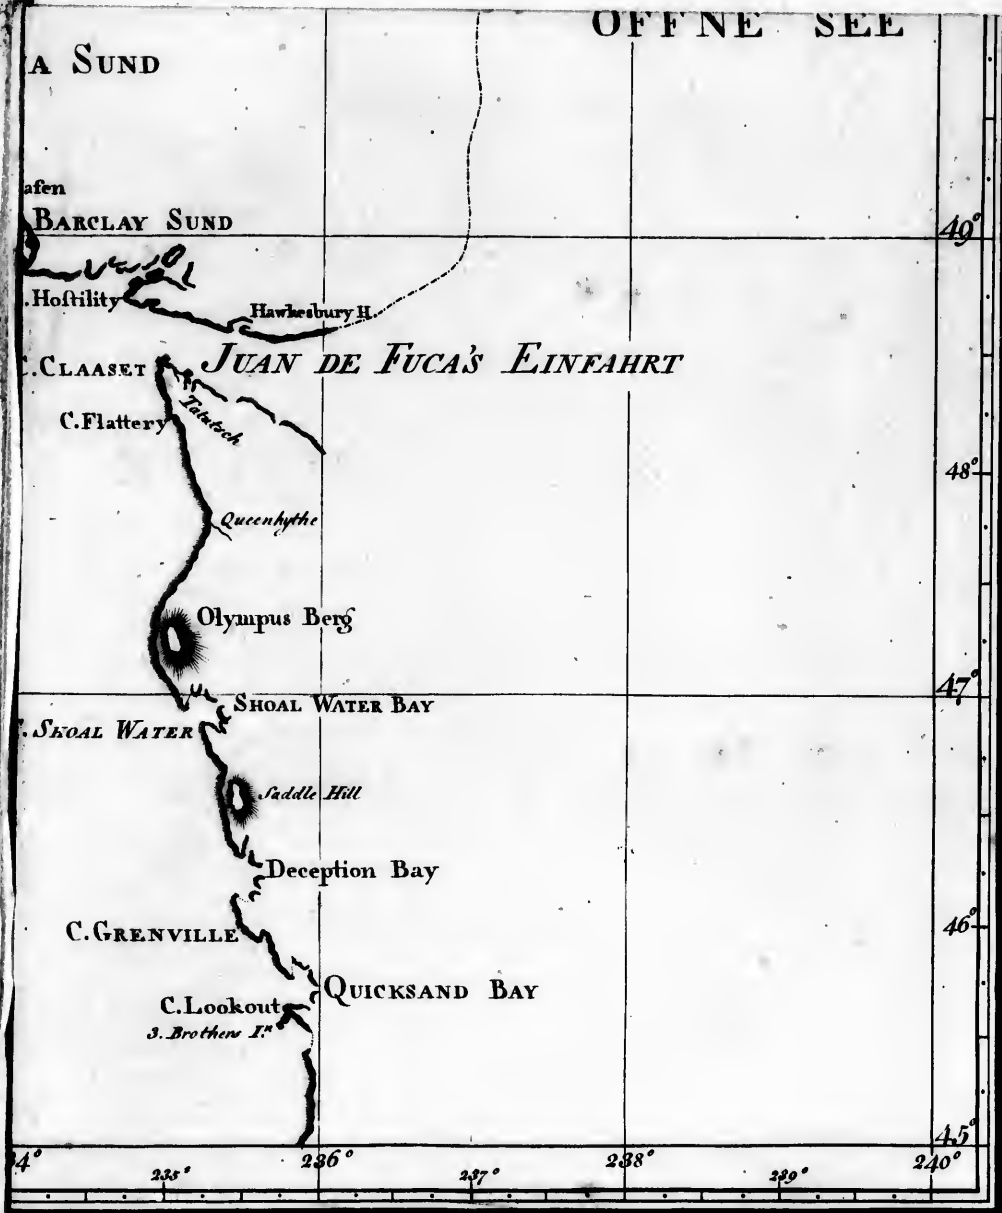 OFFNE SEE
A SUND
afen
BARCLAY SUND
49°
. Hoſtility
Hawkesbury H.
C. CLAASET
JUAN DE FUCA'S EINFAHRT
Tatutsch
C. Flattery
48°
Queenhythe
Olympus Berg
47°
SHOAL WATER BAY
C. SHOAL WATER
Saddle Hill
Deception Bay
46°
C. GRENVILLE
QUICKSAND BAY
C. Lookout
3. Brothers I.n
45°
34° 235° 236° 237° 238° 239° 240°